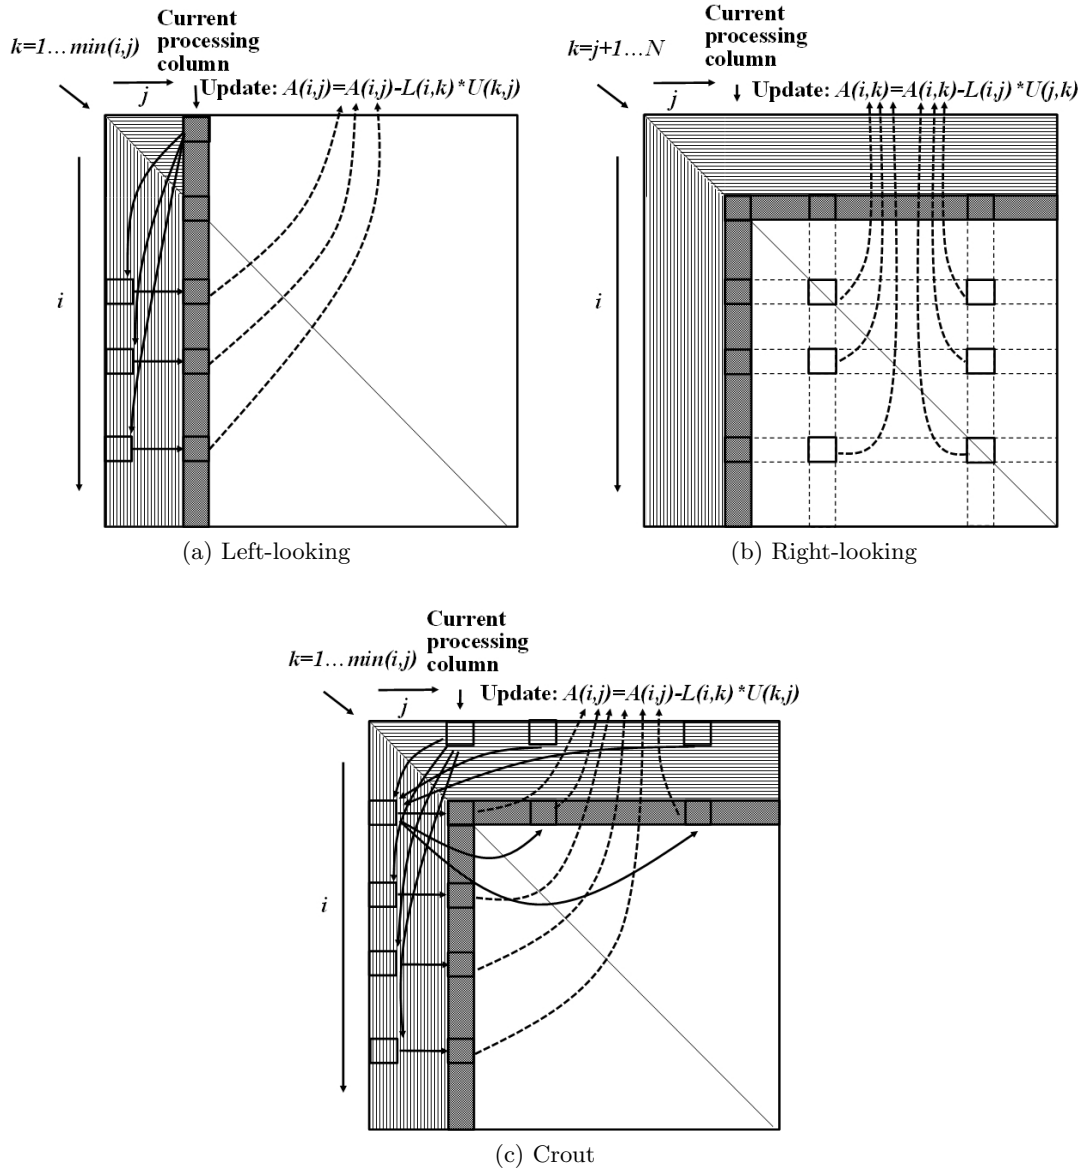 Current
processing
column
k=1...min(i,j)
j
Update: A(i,j)=A(i,j)-L(i,k)*U(k,j)
i
(a) Left-looking
Current
processing
column
k=j+1...N
j
Update: A(i,k)=A(i,k)-L(i,j)*U(j,k)
i
(b) Right-looking
Current
processing
column
k=1...min(i,j)
j
Update: A(i,j)=A(i,j)-L(i,k)*U(k,j)
i
(c) Crout